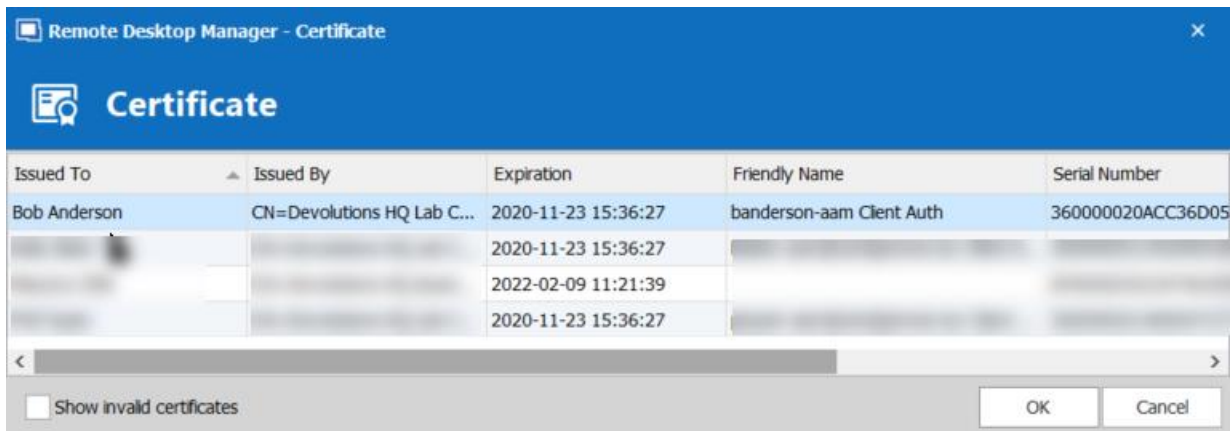 Remote Desktop Manager - Certificate
Certificate
Issued To Issued By Expiration Friendly Name Serial Number
Bob Anderson CN=Devolutions HQ Lab C... 2020-11-23 15:36:27 banderson-aam Client Auth 360000020ACC36D05
2020-11-23 15:36:27
2022-02-09 11:21:39
2020-11-23 15:36:27
Show invalid certificates OK Cancel